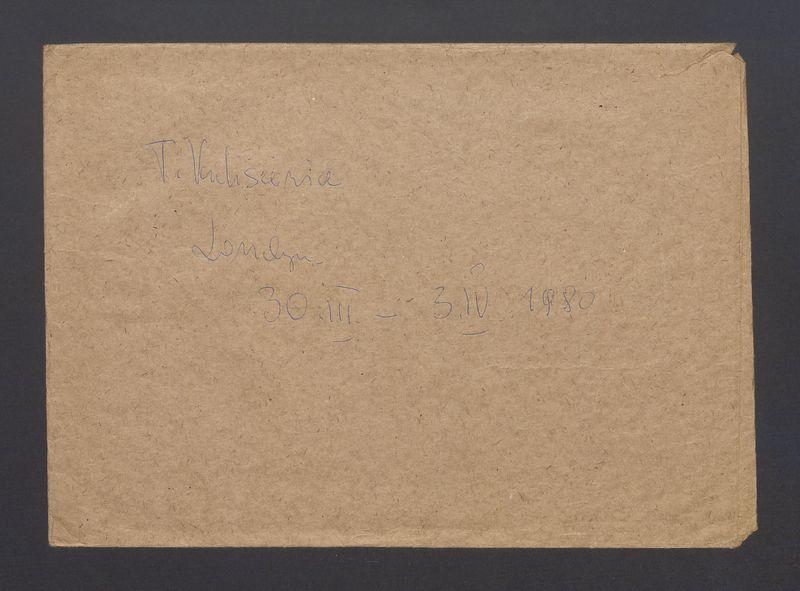 T. Kulisiewicz
Londyn
30.III – 3.IV 1980